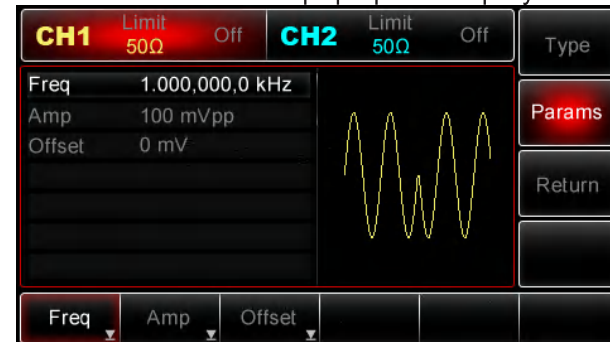 CH1 Limit 50Ω Off CH2 Limit 50Ω Off Type
Freq 1.000,000,0 kHz
Amp 100 mVpp
Offset 0 mV
Params
Return
Freq Amp Offset